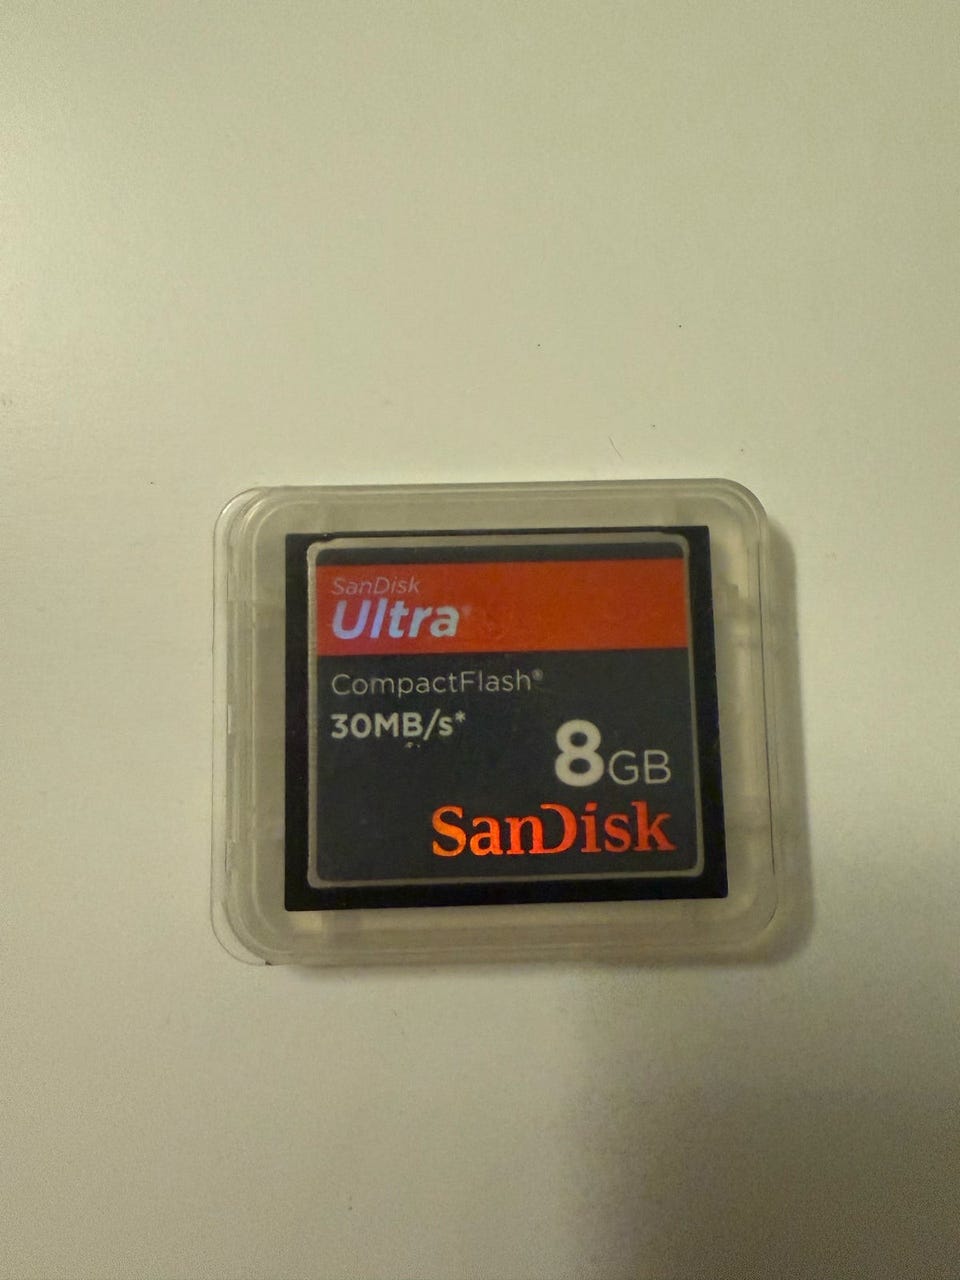 SanDisk
Ultra®
CompactFlash®
30MB/s*
8GB
SanDisk